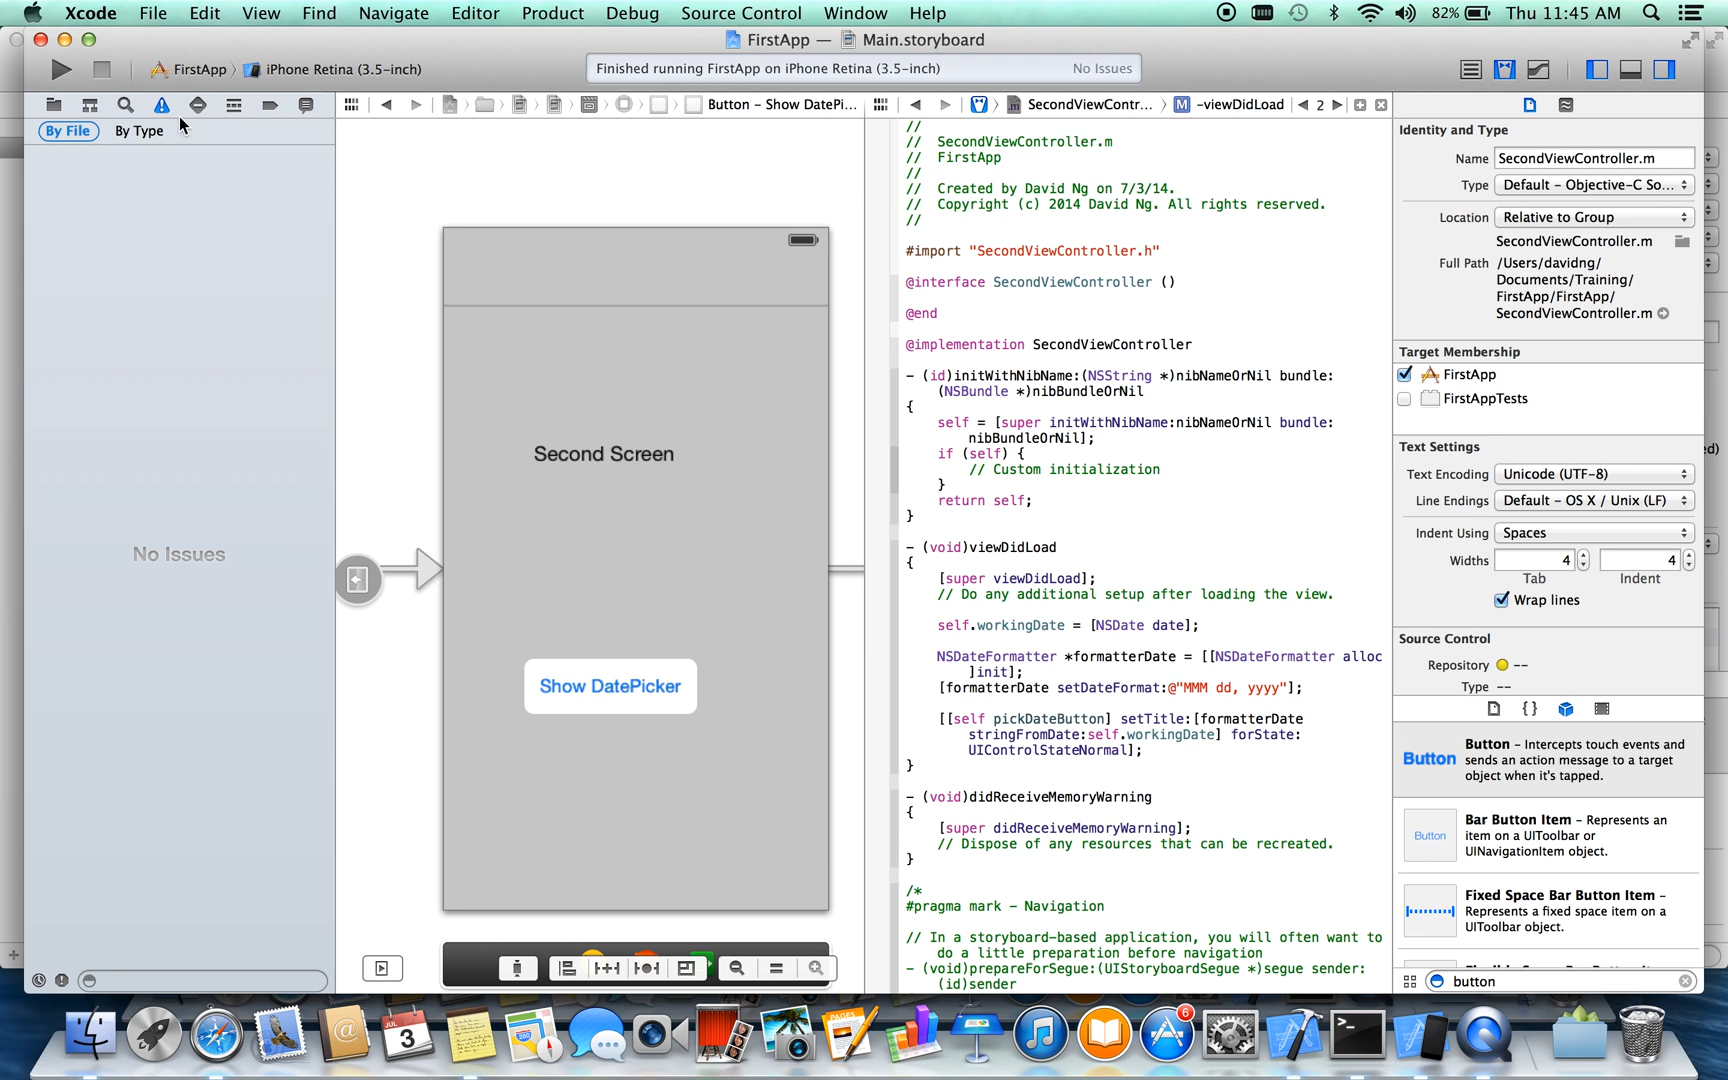 Xcode File Edit View Find Navigate Editor Product Debug Source Control Window Help 82% Thu 11:45 AM
FirstApp — Main.storyboard
FirstApp iPhone Retina (3.5-inch)
Finished running FirstApp on iPhone Retina (3.5-inch) No Issues
Button – Show DatePi...
SecondViewContr... M -viewDidLoad 2
By File By Type
No Issues
Second Screen
Show DatePicker
//
// SecondViewController.m
// FirstApp
//
// Created by David Ng on 7/3/14.
// Copyright (c) 2014 David Ng. All rights reserved.
//
#import "SecondViewController.h"
@interface SecondViewController ()
@end
@implementation SecondViewController
- (id)initWithNibName:(NSString *)nibNameOrNil bundle:
(NSBundle *)nibBundleOrNil
{
self = [super initWithNibName:nibNameOrNil bundle:
nibBundleOrNil];
if (self) {
// Custom initialization
}
return self;
}
- (void)viewDidLoad
{
[super viewDidLoad];
// Do any additional setup after loading the view.
self.workingDate = [NSDate date];
NSDateFormatter *formatterDate = [[NSDateFormatter alloc
]init];
[formatterDate setDateFormat:@"MMM dd, yyyy"];
[[self pickDateButton] setTitle:[formatterDate
stringFromDate:self.workingDate] forState:
UIControlStateNormal];
}
- (void)didReceiveMemoryWarning
{
[super didReceiveMemoryWarning];
// Dispose of any resources that can be recreated.
}
/*
#pragma mark - Navigation
// In a storyboard-based application, you will often want to
do a little preparation before navigation
- (void)prepareForSegue:(UIStoryboardSegue *)segue sender:
(id)sender
Identity and Type
Name SecondViewController.m
Type Default - Objective-C So...
Location Relative to Group
SecondViewController.m
Full Path /Users/davidng/
Documents/Training/
FirstApp/FirstApp/
SecondViewController.m
Target Membership
FirstApp
FirstAppTests
Text Settings
Text Encoding Unicode (UTF-8)
Line Endings Default - OS X / Unix (LF)
Indent Using Spaces
Widths 4 4
Tab Indent
Wrap lines
Source Control
Repository --
Type --
{ }
Button
Button – Intercepts touch events and
sends an action message to a target
object when it's tapped.
Button
Bar Button Item – Represents an
item on a UIToolbar or
UINavigationItem object.
Fixed Space Bar Button Item –
Represents a fixed space item on a
UIToolbar object.
button
ed)
JUL
3
PAGES
6